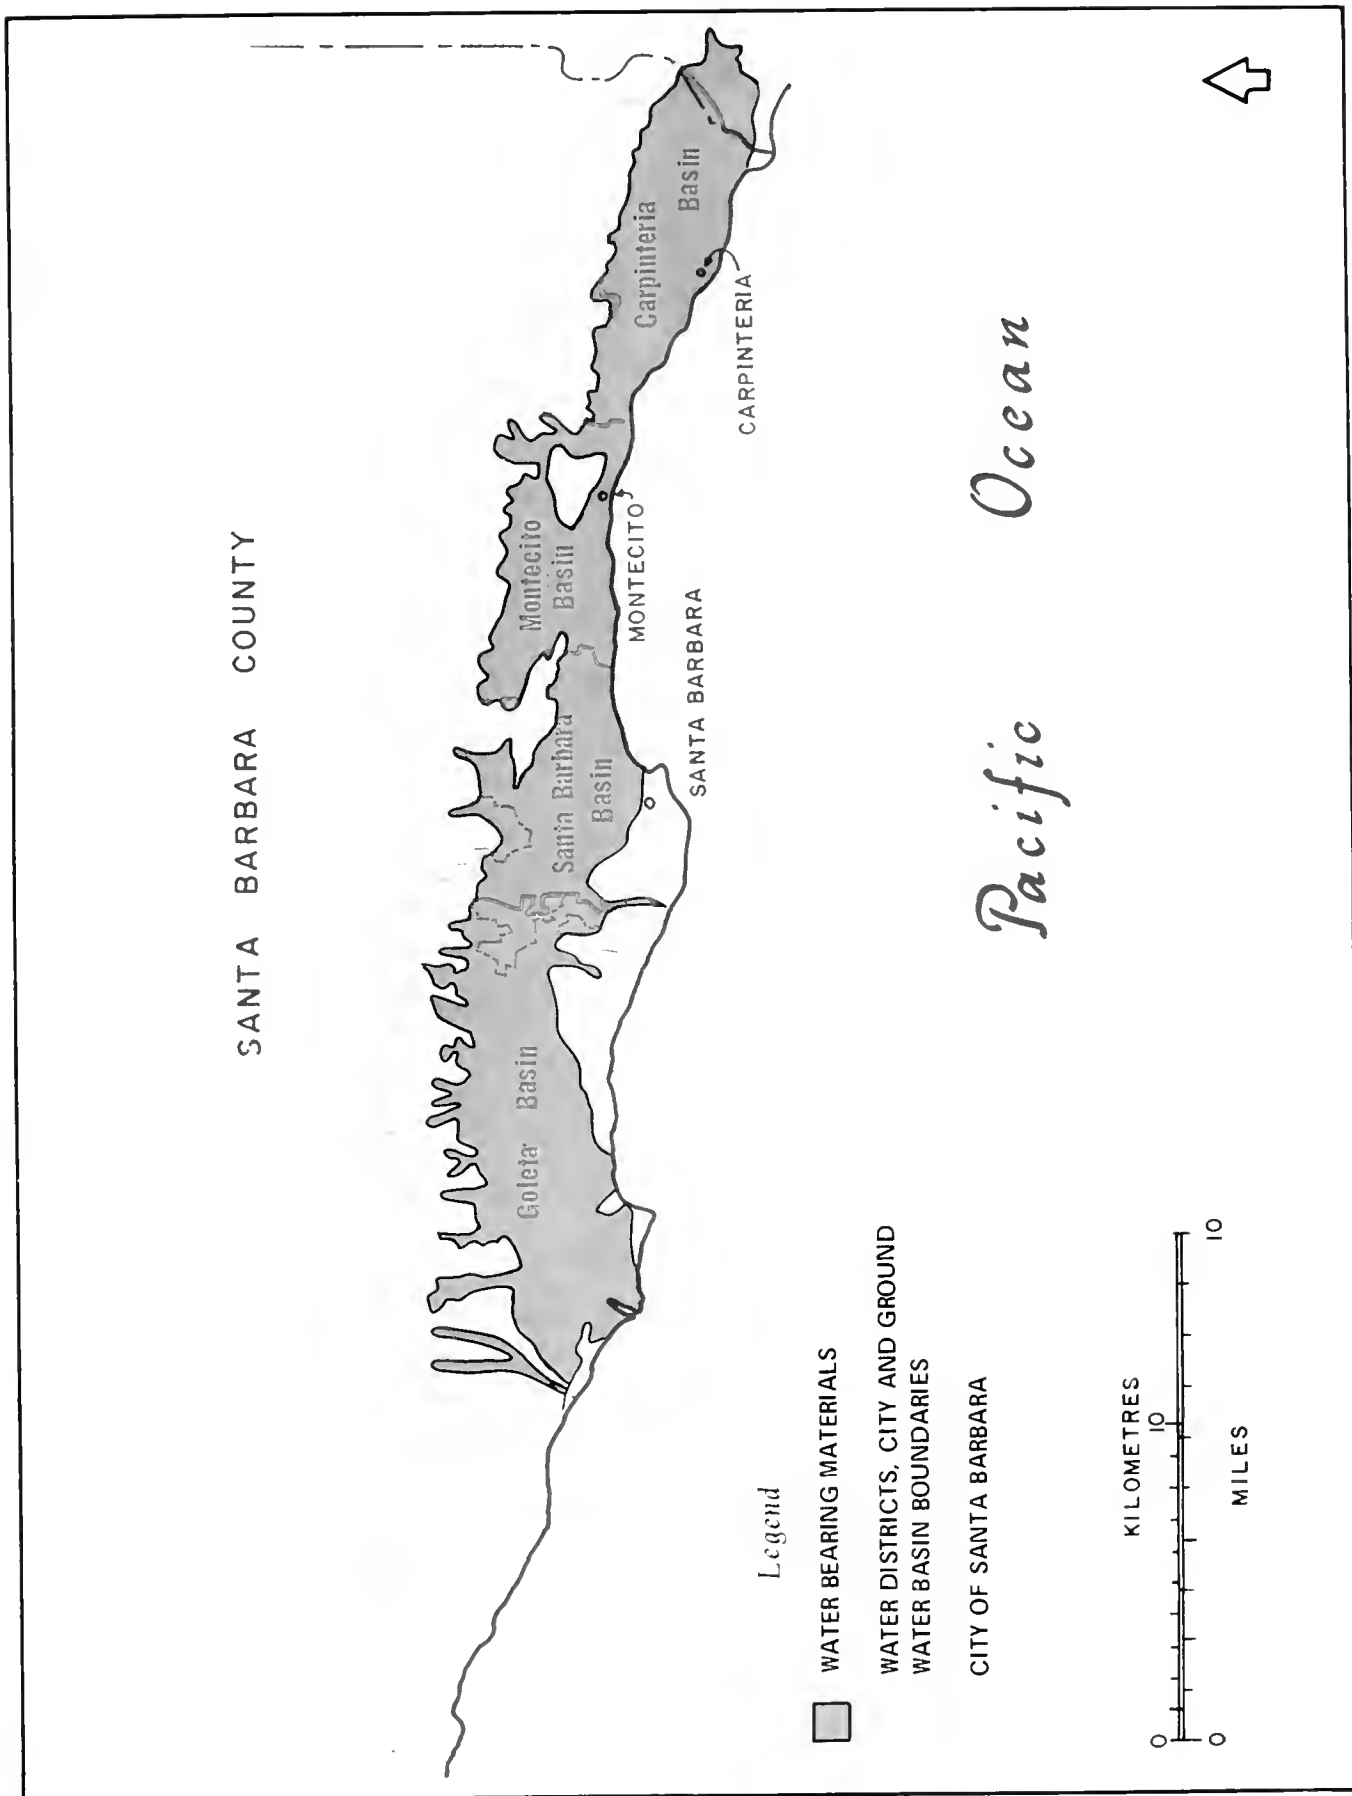 SANTA BARBARA COUNTY
Goleta Basin
Santa Barbara
Basin
Montecito
Basin
Carpinteria
Basin
MONTECITO
SANTA BARBARA
CARPINTERIA
Pacific Ocean
Legend
WATER BEARING MATERIALS
WATER DISTRICTS, CITY AND GROUND
WATER BASIN BOUNDARIES
CITY OF SANTA BARBARA
KILOMETRES
0 10
0 10
MILES